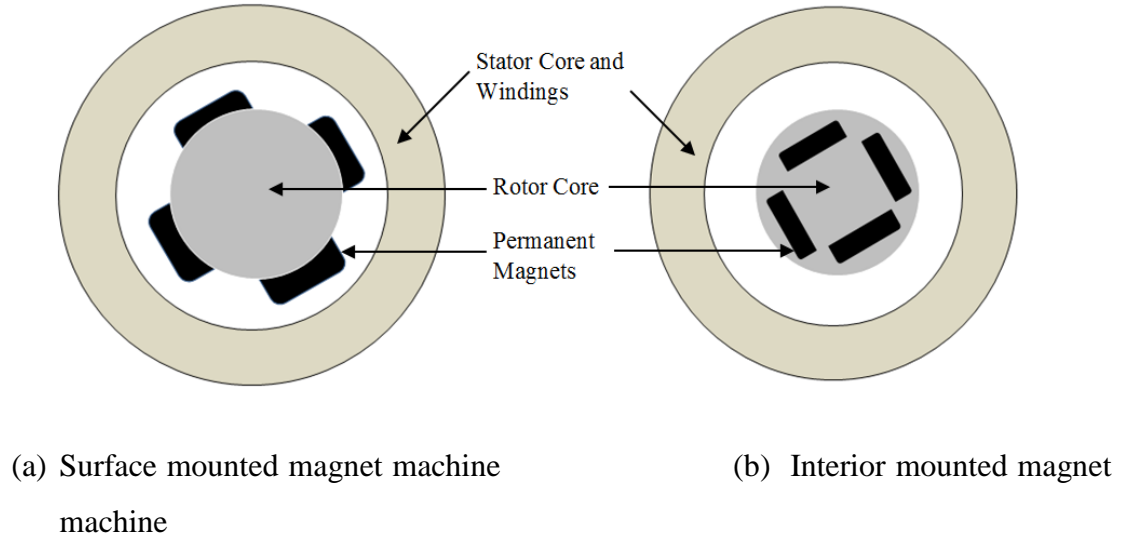 Stator Core and
Windings
Rotor Core
Permanent
Magnets
(a) Surface mounted magnet machine
(b) Interior mounted magnet
machine